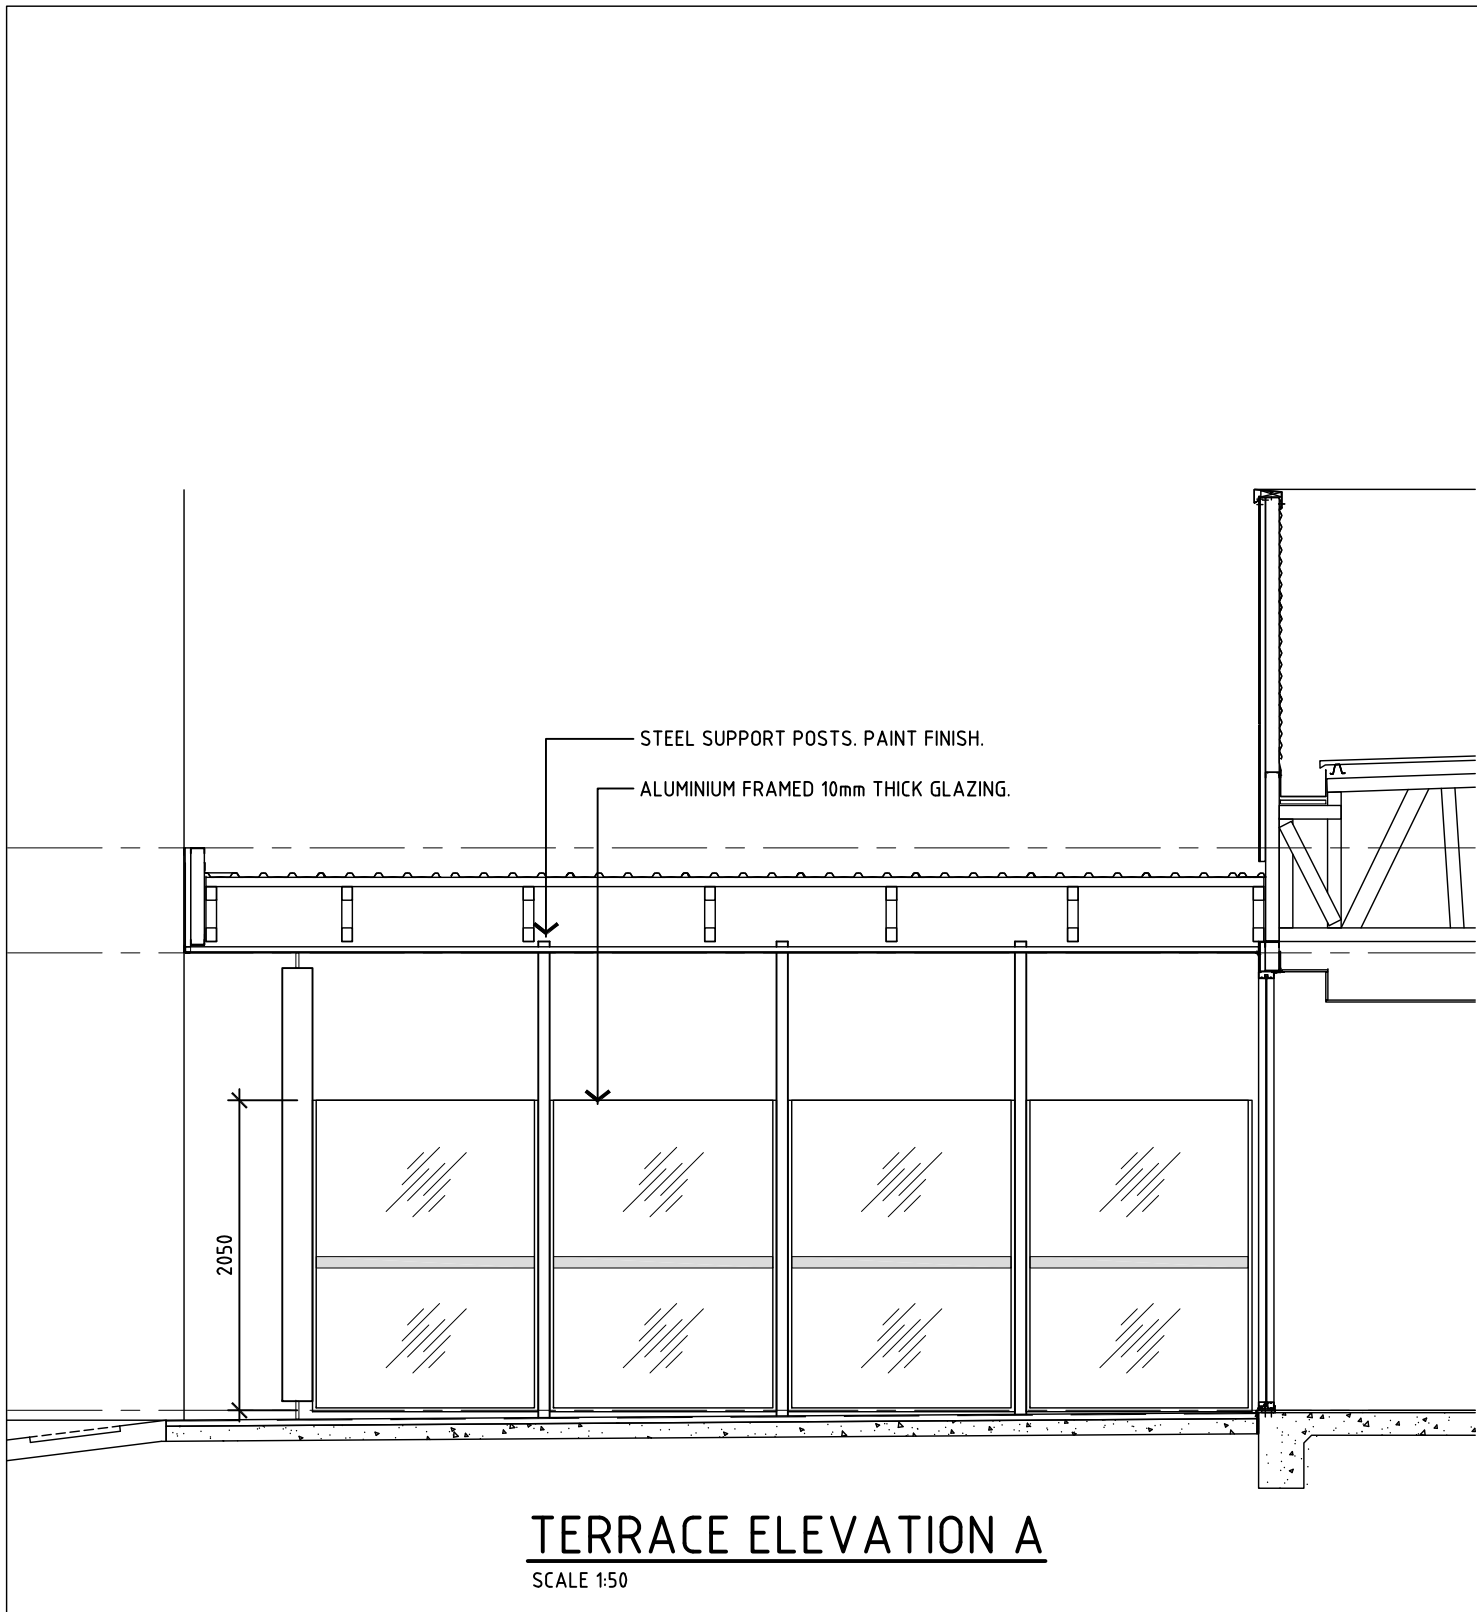 STEEL SUPPORT POSTS. PAINT FINISH.
ALUMINIUM FRAMED 10mm THICK GLAZING.
2050
TERRACE ELEVATION A
SCALE 1:50